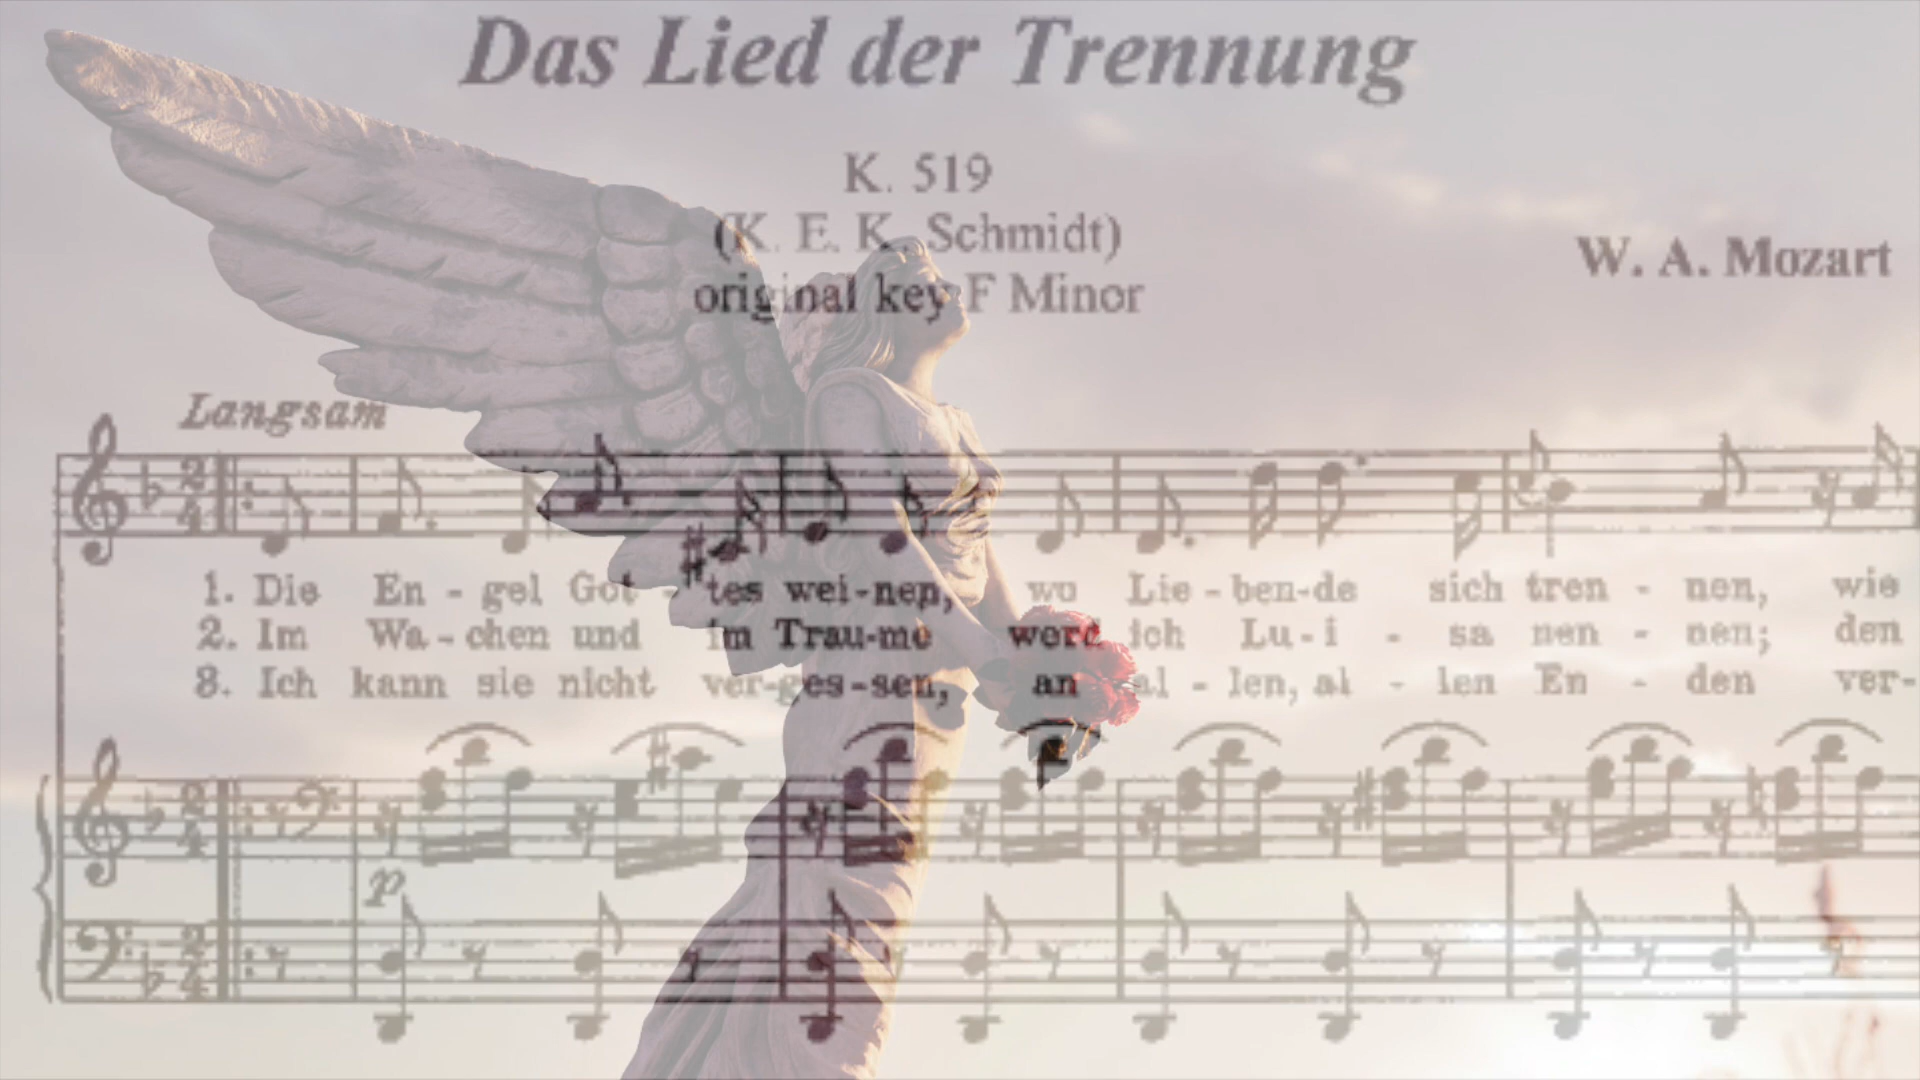 Das Lied der Trennung
K. 519
(K. E. K. Schmidt)
original key F Minor
W. A. Mozart
Langsam
1. Die En - gel Got - tes wei-nen, wo Lie - ben-de sich tren - nen, wie
2. Im Wa - chen und im Trau-me werd ich Lu - i - sa nen - nen; den
3. Ich kann sie nicht ver-ges-sen, an al - len, al - len En - den ver-
p